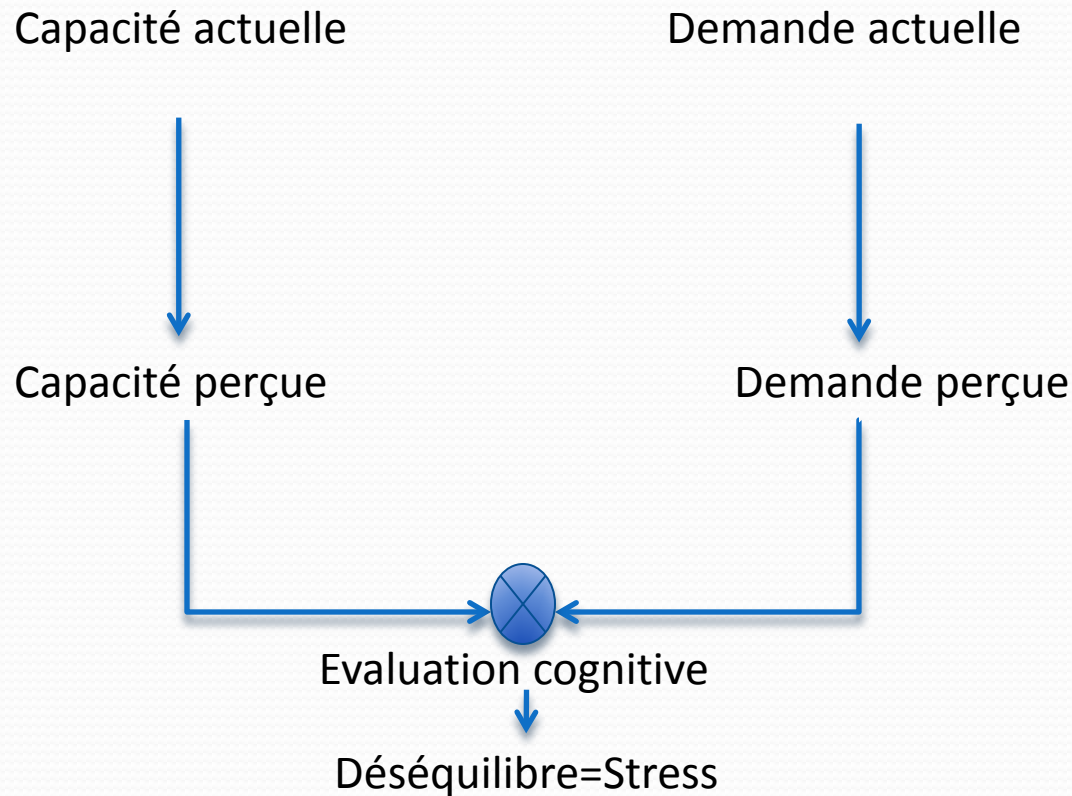 Capacité actuelle
Demande actuelle
Capacité perçue
Demande perçue
Evaluation cognitive
Déséquilibre=Stress